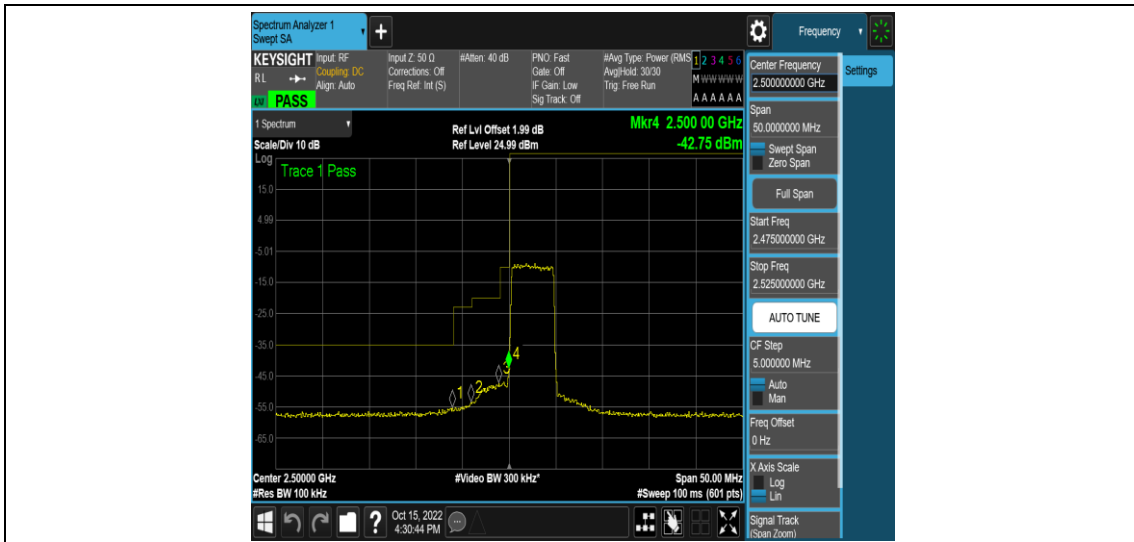 Spectrum Analyzer 1
Swept SA
+
Frequency
KEYSIGHT
RL
PASS
Input: RF
Coupling: DC
Align: Auto
Input Z: 50 Ω
Corrections: Off
Freq Ref: Int (S)
#Atten: 40 dB
PNO: Fast
Gate: Off
IF Gain: Low
Sig Track: Off
#Avg Type: Power (RMS
Avg|Hold: 30/30
Trig: Free Run
1 2 3 4 5 6
M W W W W W
A A A A A A
1 Spectrum
Scale/Div 10 dB
Ref Lvl Offset 1.99 dB
Ref Level 24.99 dBm
Mkr4 2.500 00 GHz
-42.75 dBm
Log
Trace 1 Pass
15.0
4.99
-5.01
-15.0
-25.0
-35.0
-45.0
-55.0
-65.0
1
2
3
4
Center 2.50000 GHz
#Res BW 100 kHz
#Video BW 300 kHz*
Span 50.00 MHz
#Sweep 100 ms (601 pts)
Center Frequency
2.500000000 GHz
Settings
Span
50.0000000 MHz
Swept Span
Zero Span
Full Span
Start Freq
2.475000000 GHz
Stop Freq
2.525000000 GHz
AUTO TUNE
CF Step
5.000000 MHz
Auto
Man
Freq Offset
0 Hz
X Axis Scale
Log
Lin
Signal Track
(Span Zoom)
?
Oct 15, 2022
4:30:44 PM